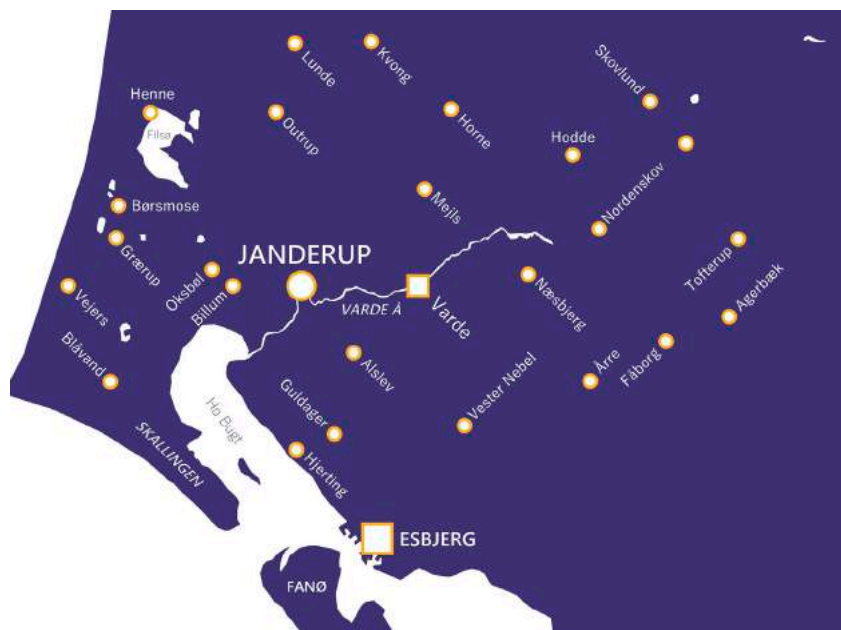 Lunde
Kvong
Skovlund
Henne
Filsø
Outrup
Horne
Hodde
Nordenskov
Mejls
Børsmose
Grærup
JANDERUP
Tofterup
Oksbøl
Billum
Vejers
VARDE Å
Varde
Næsbjerg
Agerbæk
Blåvand
Alslev
Vester Nebel
Årre
Fåborg
Ho Bugt
Guldager
SKALLINGEN
Hjerting
ESBJERG
FANØ